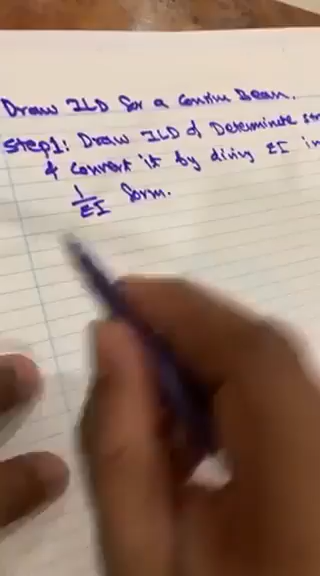 Draw ILD for a Continu Beam.
Step1: Draw ILD of Determinate
& convert it by diving EI in
1/EI form.